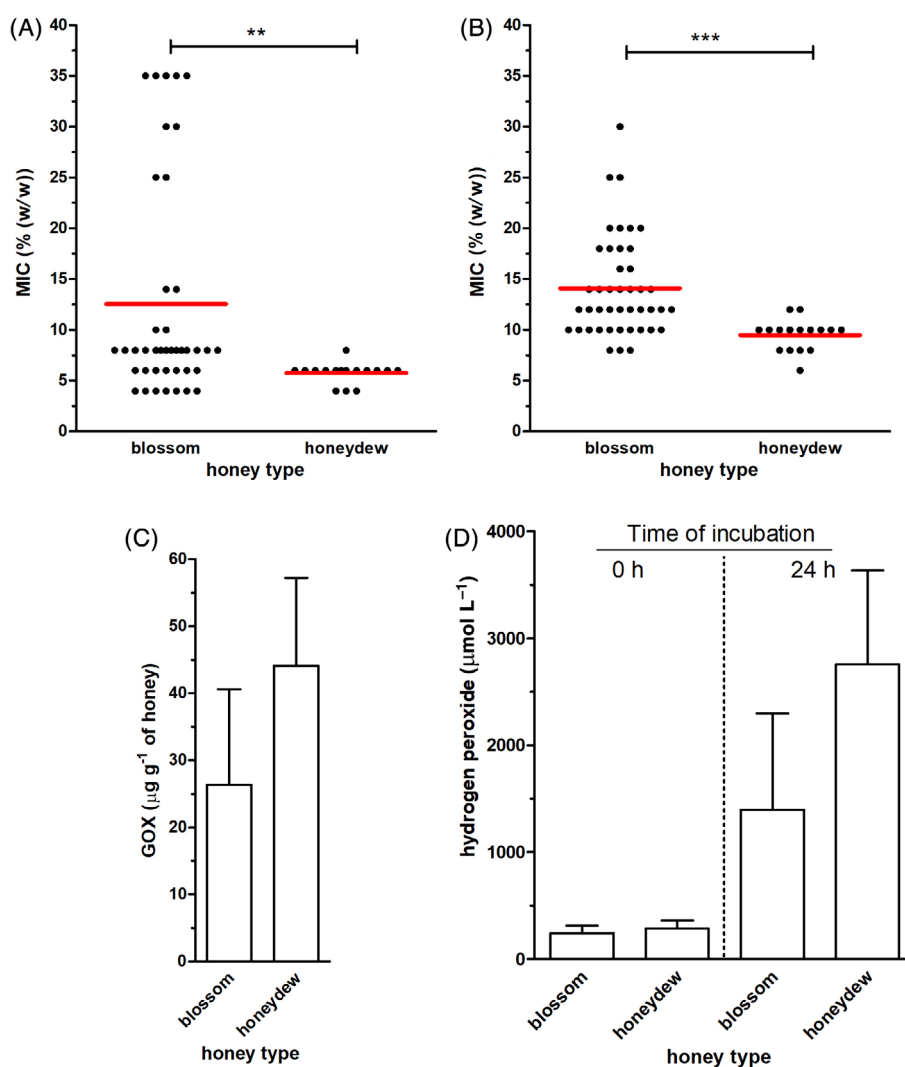 (A)
**
MIC (% (w/w))
40
35
30
25
20
15
10
5
0
blossom
honeydew
honey type
(B)
***
MIC (% (w/w))
40
35
30
25
20
15
10
5
0
blossom
honeydew
honey type
(C)
GOX (µg g⁻¹ of honey)
60
50
40
30
20
10
0
blossom
honeydew
honey type
(D)
Time of incubation
0 h
24 h
hydrogen peroxide (µmol L⁻¹)
4000
3000
2000
1000
0
blossom
honeydew
blossom
honeydew
honey type